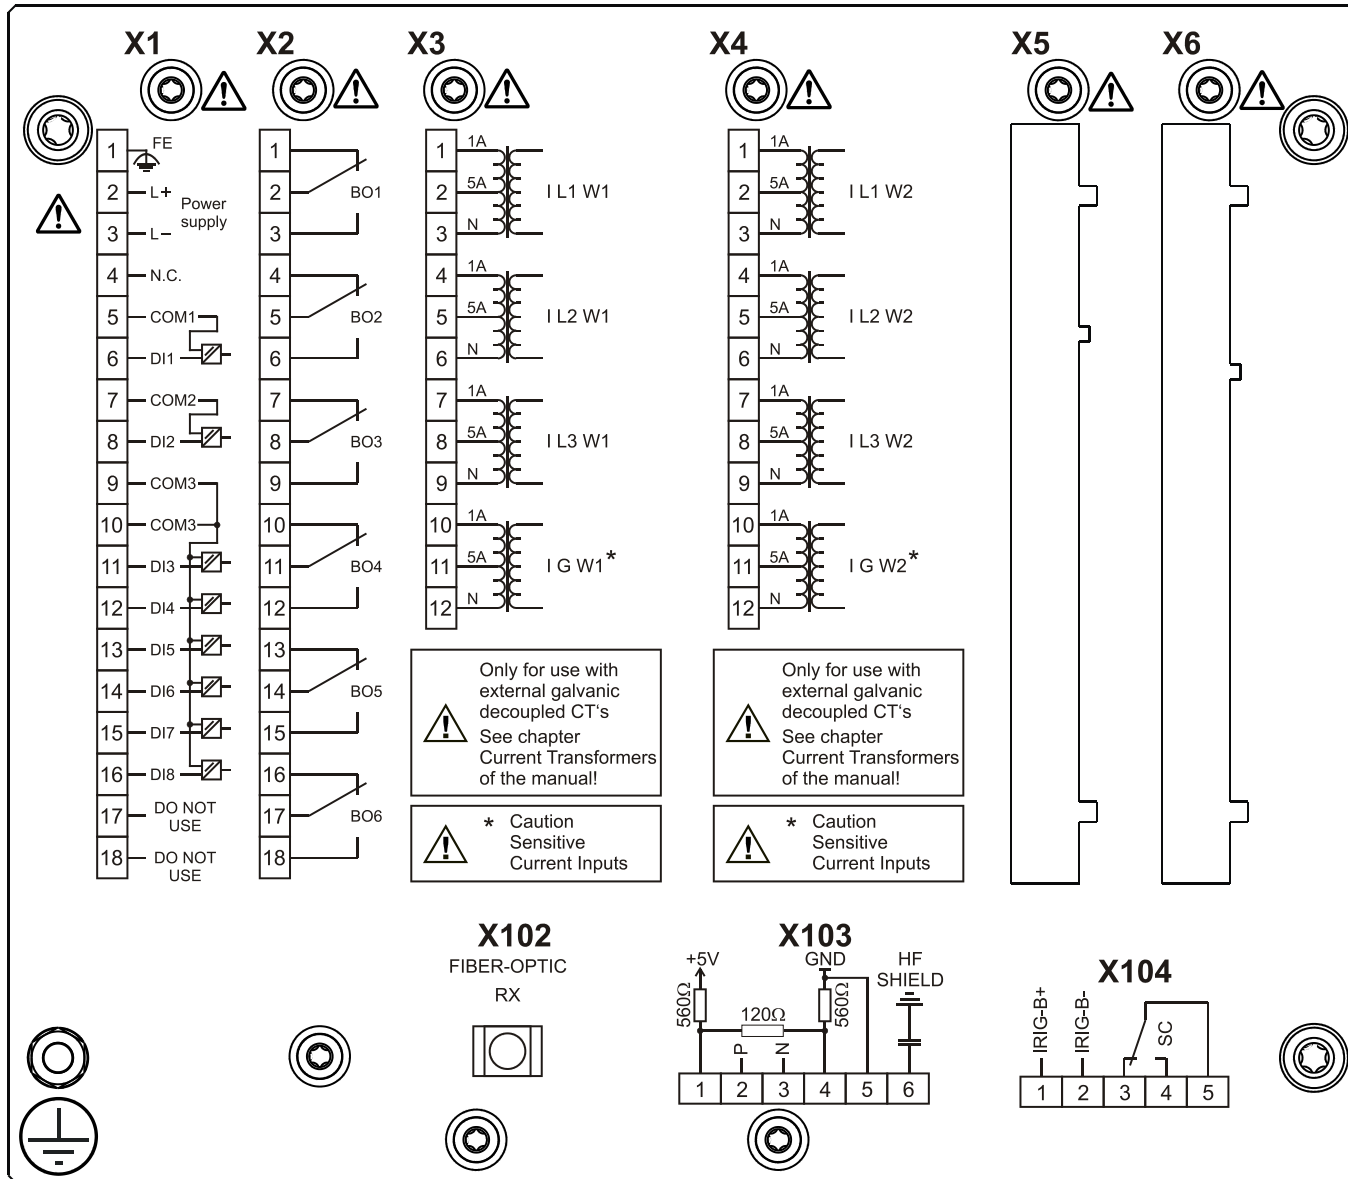 X1
X2
X3
X4
X5
X6
1 FE
2 L+
Power
supply
3 L–
4 N.C.
5 COM1
6 DI1
7 COM2
8 DI2
9 COM3
10 COM3
11 DI3
12 DI4
13 DI5
14 DI6
15 DI7
16 DI8
17 DO NOT
USE
18 DO NOT
USE
1
2 BO1
3
4
5 BO2
6
7
8 BO3
9
10
11 BO4
12
13
14 BO5
15
16
17 BO6
18
1 1A
2 5A I L1 W1
3 N
4 1A
5 5A I L2 W1
6 N
7 1A
8 5A I L3 W1
9 N
10 1A
11 5A I G W1*
12 N
Only for use with
external galvanic
decoupled CT‘s
See chapter
Current Transformers
of the manual!
* Caution
Sensitive
Current Inputs
1 1A
2 5A I L1 W2
3 N
4 1A
5 5A I L2 W2
6 N
7 1A
8 5A I L3 W2
9 N
10 1A
11 5A I G W2*
12 N
Only for use with
external galvanic
decoupled CT‘s
See chapter
Current Transformers
of the manual!
* Caution
Sensitive
Current Inputs
X102
FIBER-OPTIC
RX
X103
+5V
GND
HF
SHIELD
560Ω
120Ω
560Ω
P
N
1 2 3 4 5 6
X104
IRIG-B+
IRIG-B-
SC
1 2 3 4 5